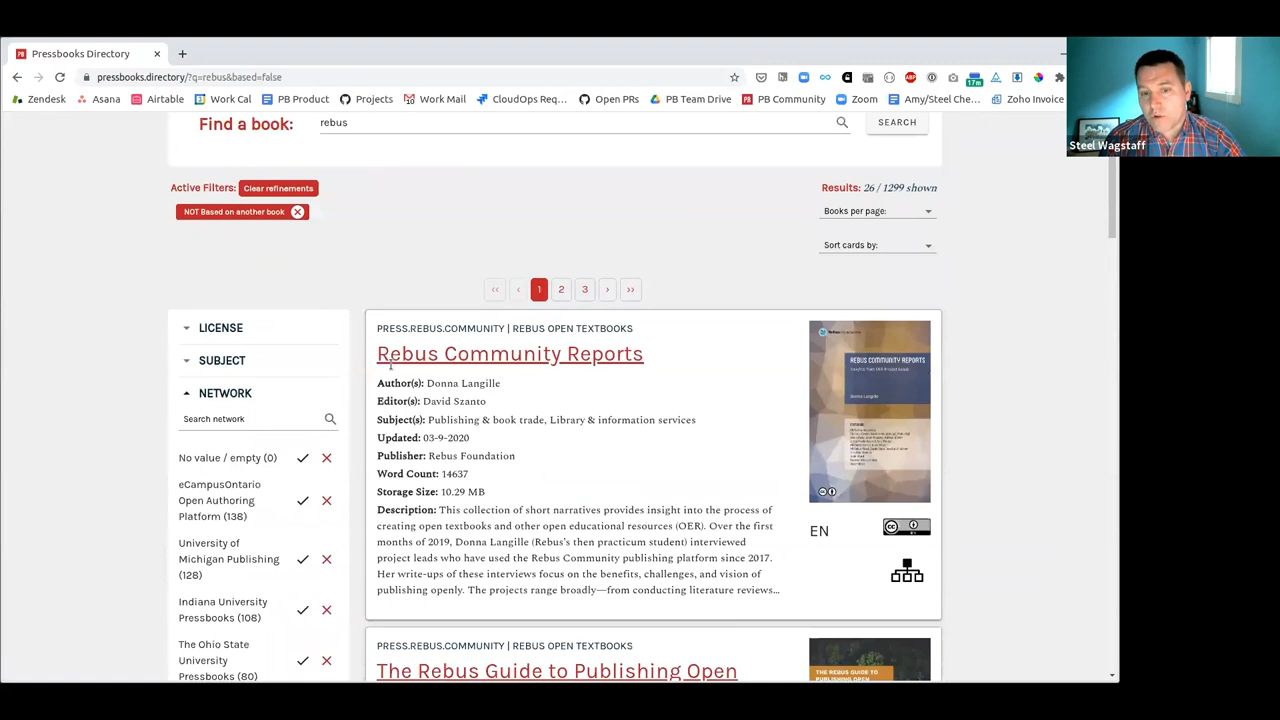 Pressbooks Directory
pressbooks.directory/?q=rebus&based=false
17m
Zendesk
Asana
Airtable
Work Cal
PB Product
Projects
Work Mail
CloudOps Req...
Open PRs
PB Team Drive
PB Community
Zoom
Amy/Steel Che...
Zoho Invoice
Steel Wagstaff
Find a book:
rebus
SEARCH
Active Filters: Clear refinements
Results: 26 / 1299 shown
NOT Based on another book
Books per page:
Sort cards by:
‹‹ ‹ 1 2 3 › ››
LICENSE
SUBJECT
NETWORK
Search network
No value / empty (0)
eCampusOntario
Open Authoring
Platform (138)
University of
Michigan Publishing
(128)
Indiana University
Pressbooks (108)
The Ohio State
University
Pressbooks (80)
PRESS.REBUS.COMMUNITY | REBUS OPEN TEXTBOOKS
Rebus Community Reports
Author(s): Donna Langille
Editor(s): David Szanto
Subject(s): Publishing & book trade, Library & information services
Updated: 03-9-2020
Publisher: Rebus Foundation
Word Count: 14637
Storage Size: 10.29 MB
Description: This collection of short narratives provides insight into the process of
creating open textbooks and other open educational resources (OER). Over the first
months of 2019, Donna Langille (Rebus's then practicum student) interviewed
project leads who have used the Rebus Community publishing platform since 2017.
Her write-ups of these interviews focus on the benefits, challenges, and vision of
publishing openly. The projects range broadly—from conducting literature reviews...
REBUS COMMUNITY REPORTS
EN
PRESS.REBUS.COMMUNITY | REBUS OPEN TEXTBOOKS
The Rebus Guide to Publishing Open
THE REBUS GUIDE TO
PUBLISHING OPEN